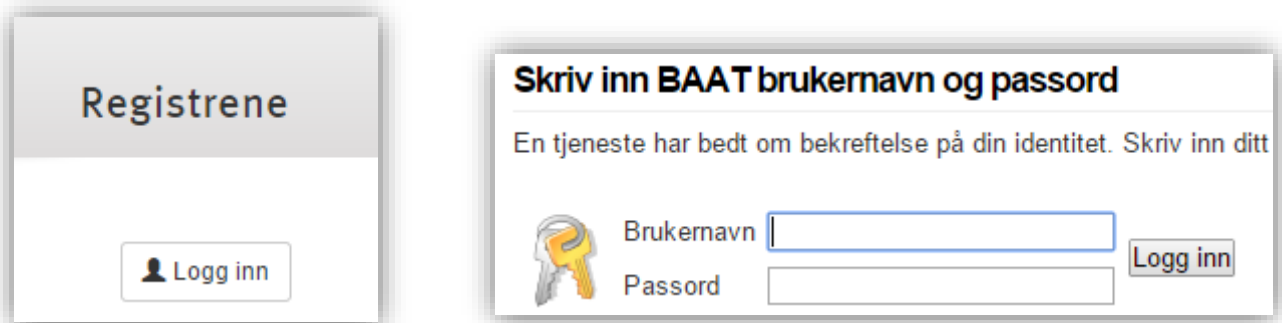 Registrene
Logg inn
Skriv inn BAAT brukernavn og passord
En tjeneste har bedt om bekreftelse på din identitet. Skriv inn ditt
Brukernavn
Logg inn
Passord